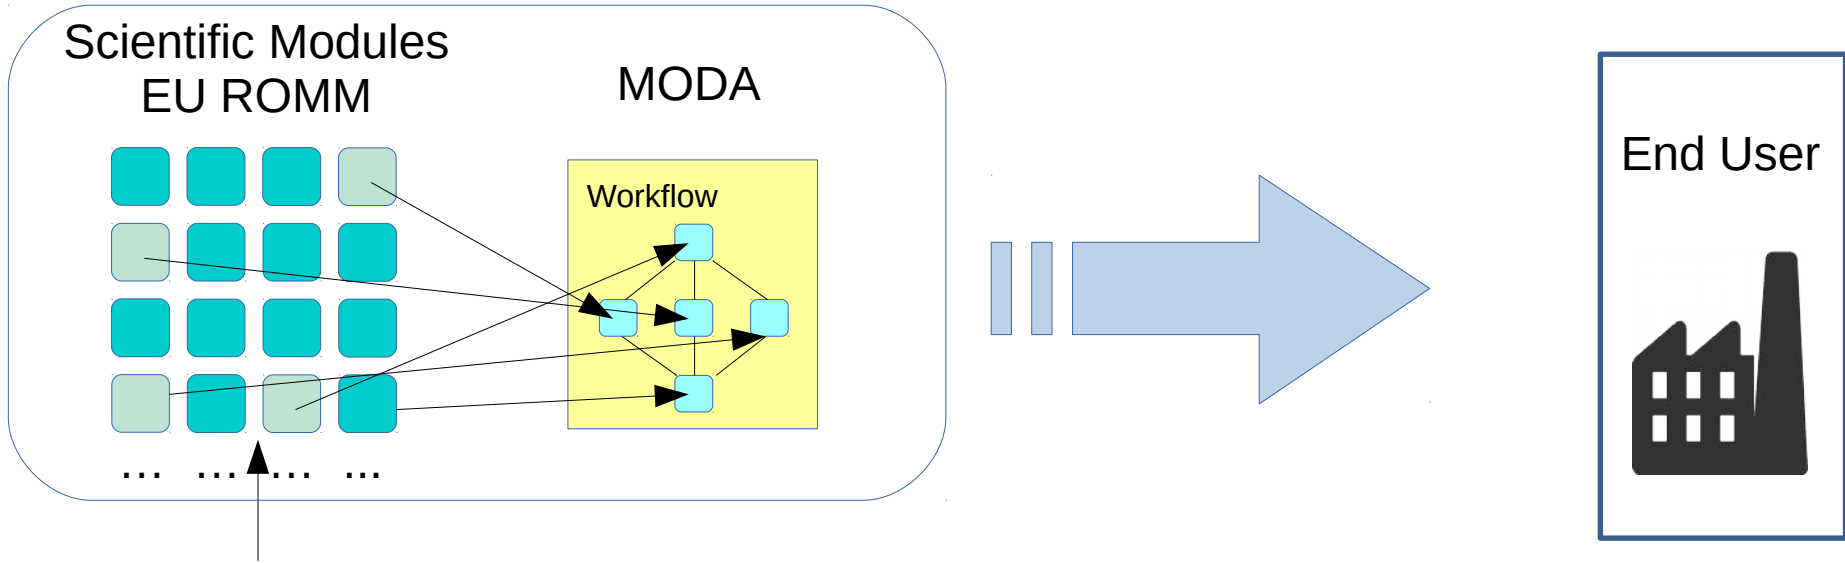 Scientific Modules
EU ROMM
MODA
Workflow
End User
... ... ... ...